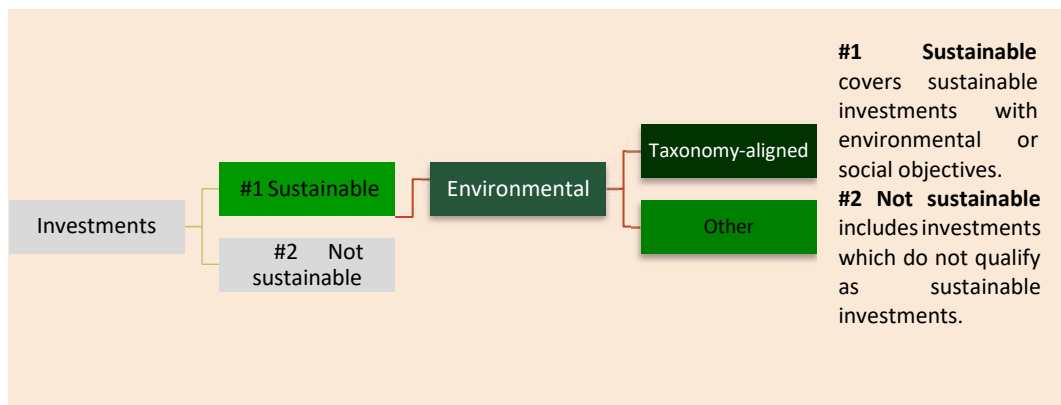 Investments
#1 Sustainable
#2 Not
sustainable
Environmental
Taxonomy-aligned
Other
#1 Sustainable
covers sustainable
investments with
environmental or
social objectives.
#2 Not sustainable
includes investments
which do not qualify
as sustainable
investments.